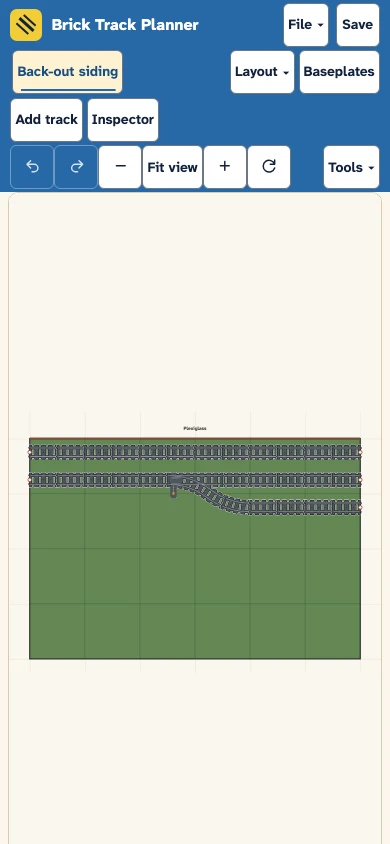 Brick Track Planner
File
Save
Back-out siding
Layout
Baseplates
Add track
Inspector
Fit view
Tools
Plexiglass